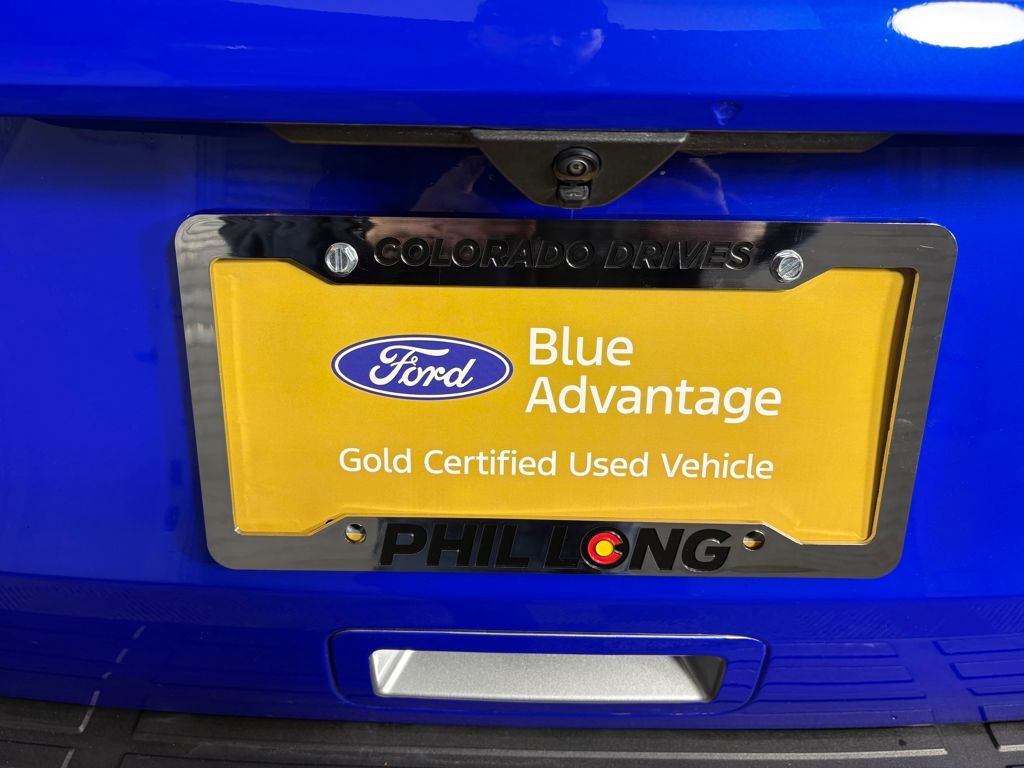 COLORADO DRIVES
Ford
Blue
Advantage
Gold Certified Used Vehicle
PHIL LONG